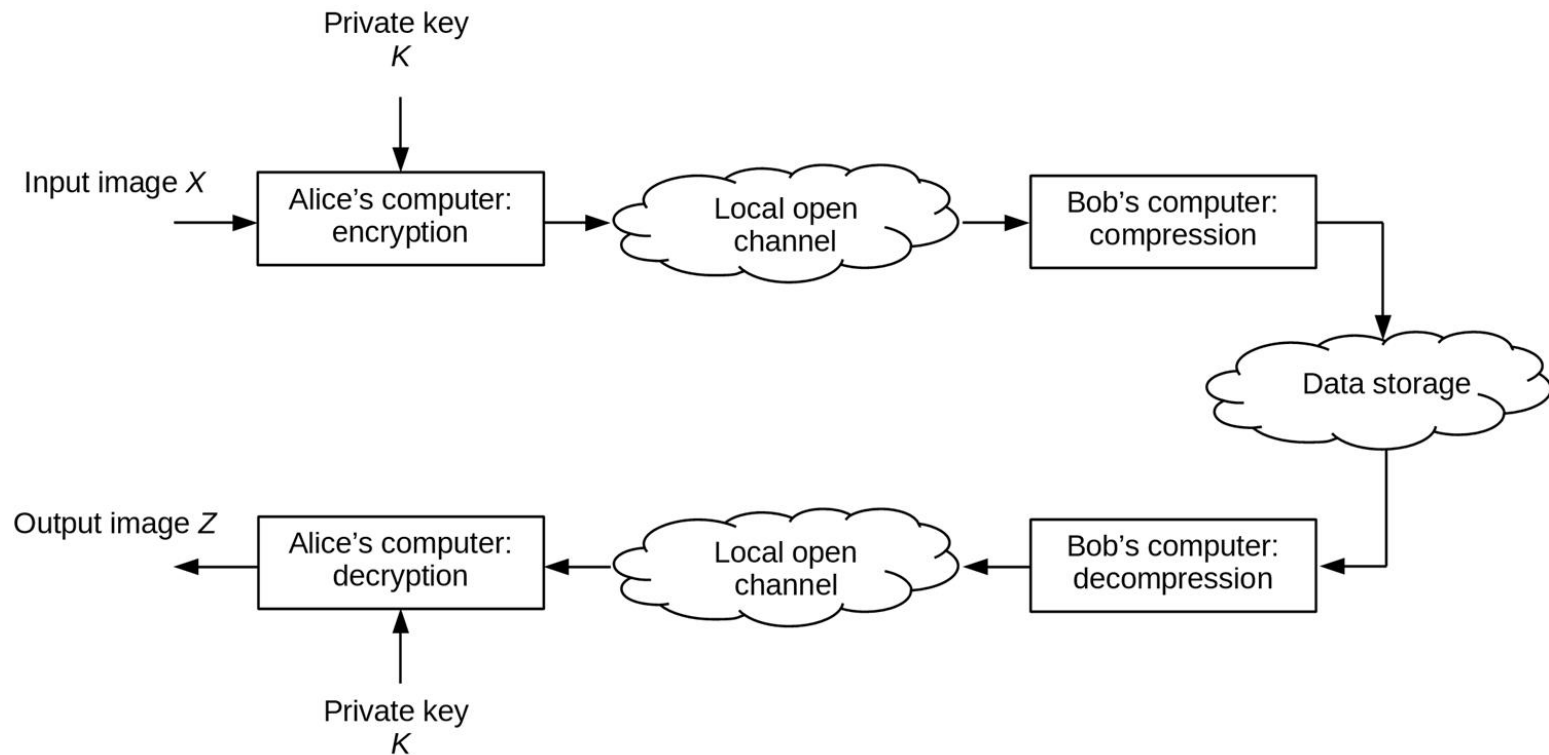 Private key
K
Input image X
Alice's computer:
encryption
Local open
channel
Bob's computer:
compression
Data storage
Output image Z
Alice's computer:
decryption
Local open
channel
Bob's computer:
decompression
Private key
K